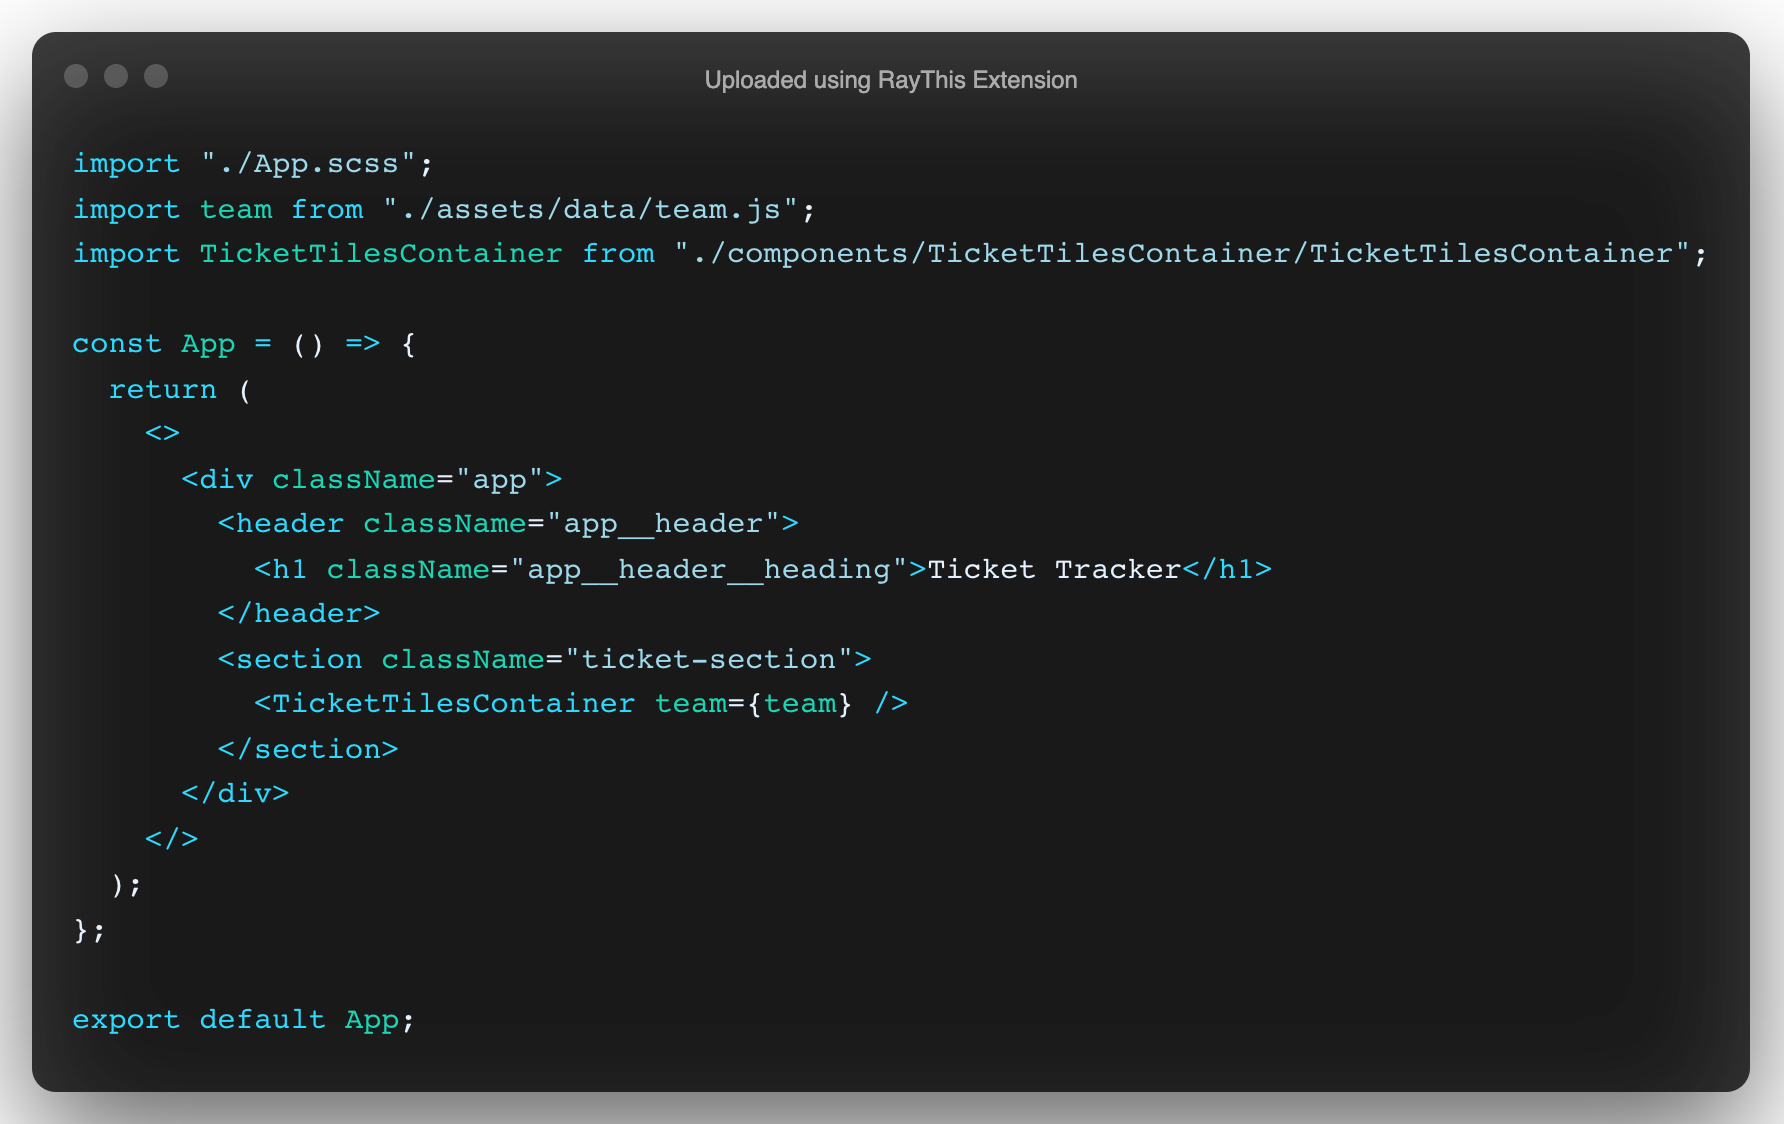 Uploaded using RayThis Extension
import "./App.scss";
import team from "./assets/data/team.js";
import TicketTilesContainer from "./components/TicketTilesContainer/TicketTilesContainer";
const App = () => {
  return (
    <>
      <div className="app">
        <header className="app__header">
          <h1 className="app__header__heading">Ticket Tracker</h1>
        </header>
        <section className="ticket-section">
          <TicketTilesContainer team={team} />
        </section>
      </div>
    </>
  );
};
export default App;